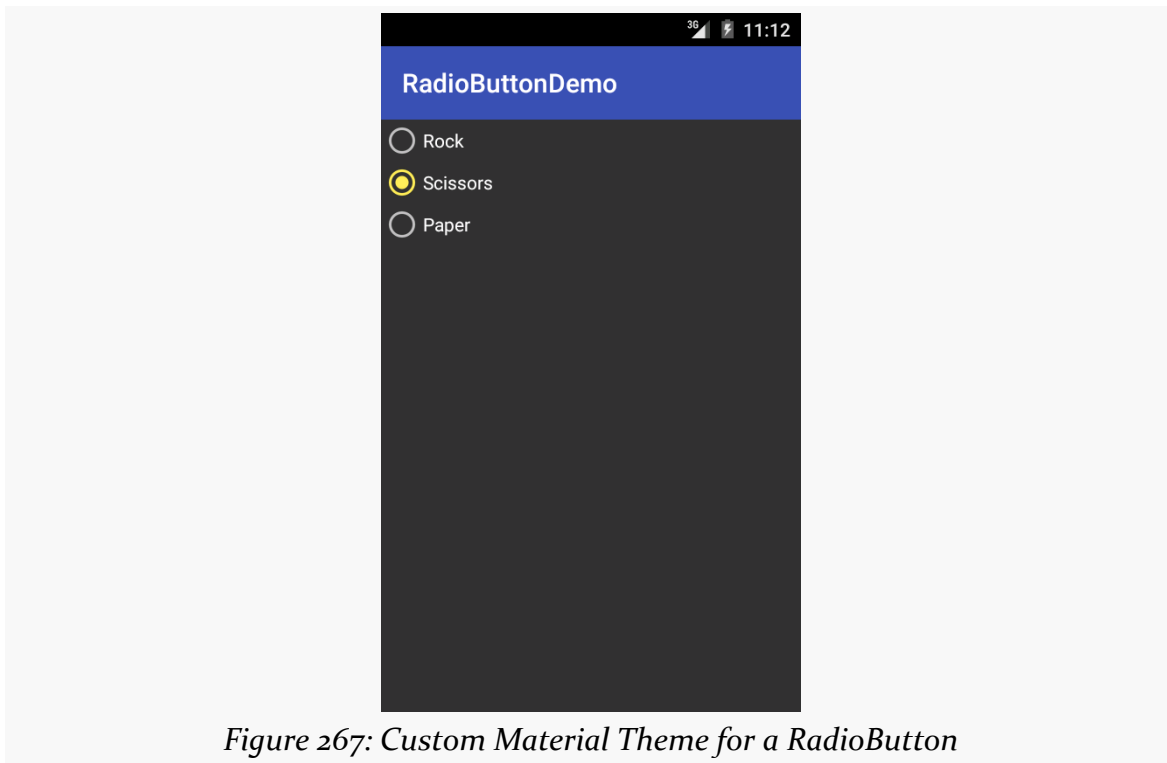 3G 11:12
RadioButtonDemo
Rock
Scissors
Paper
Figure 267: Custom Material Theme for a RadioButton